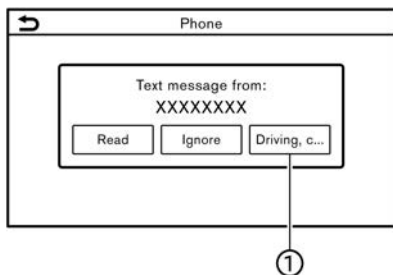 Phone
Text message from:
XXXXXXXX
Read Ignore Driving, c...
1